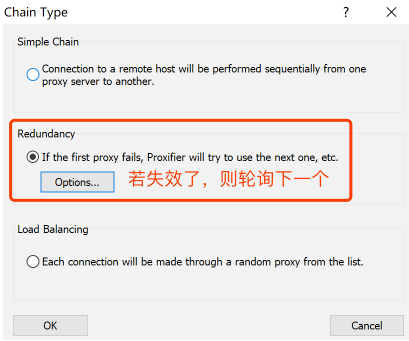 Chain Type
?
Simple Chain
Connection to a remote host will be performed sequentially from one
proxy server to another.
Redundancy
If the first proxy fails, Proxifier will try to use the next one, etc.
Options...
若失效了，则轮询下一个
Load Balancing
Each connection will be made through a random proxy from the list.
OK
Cancel